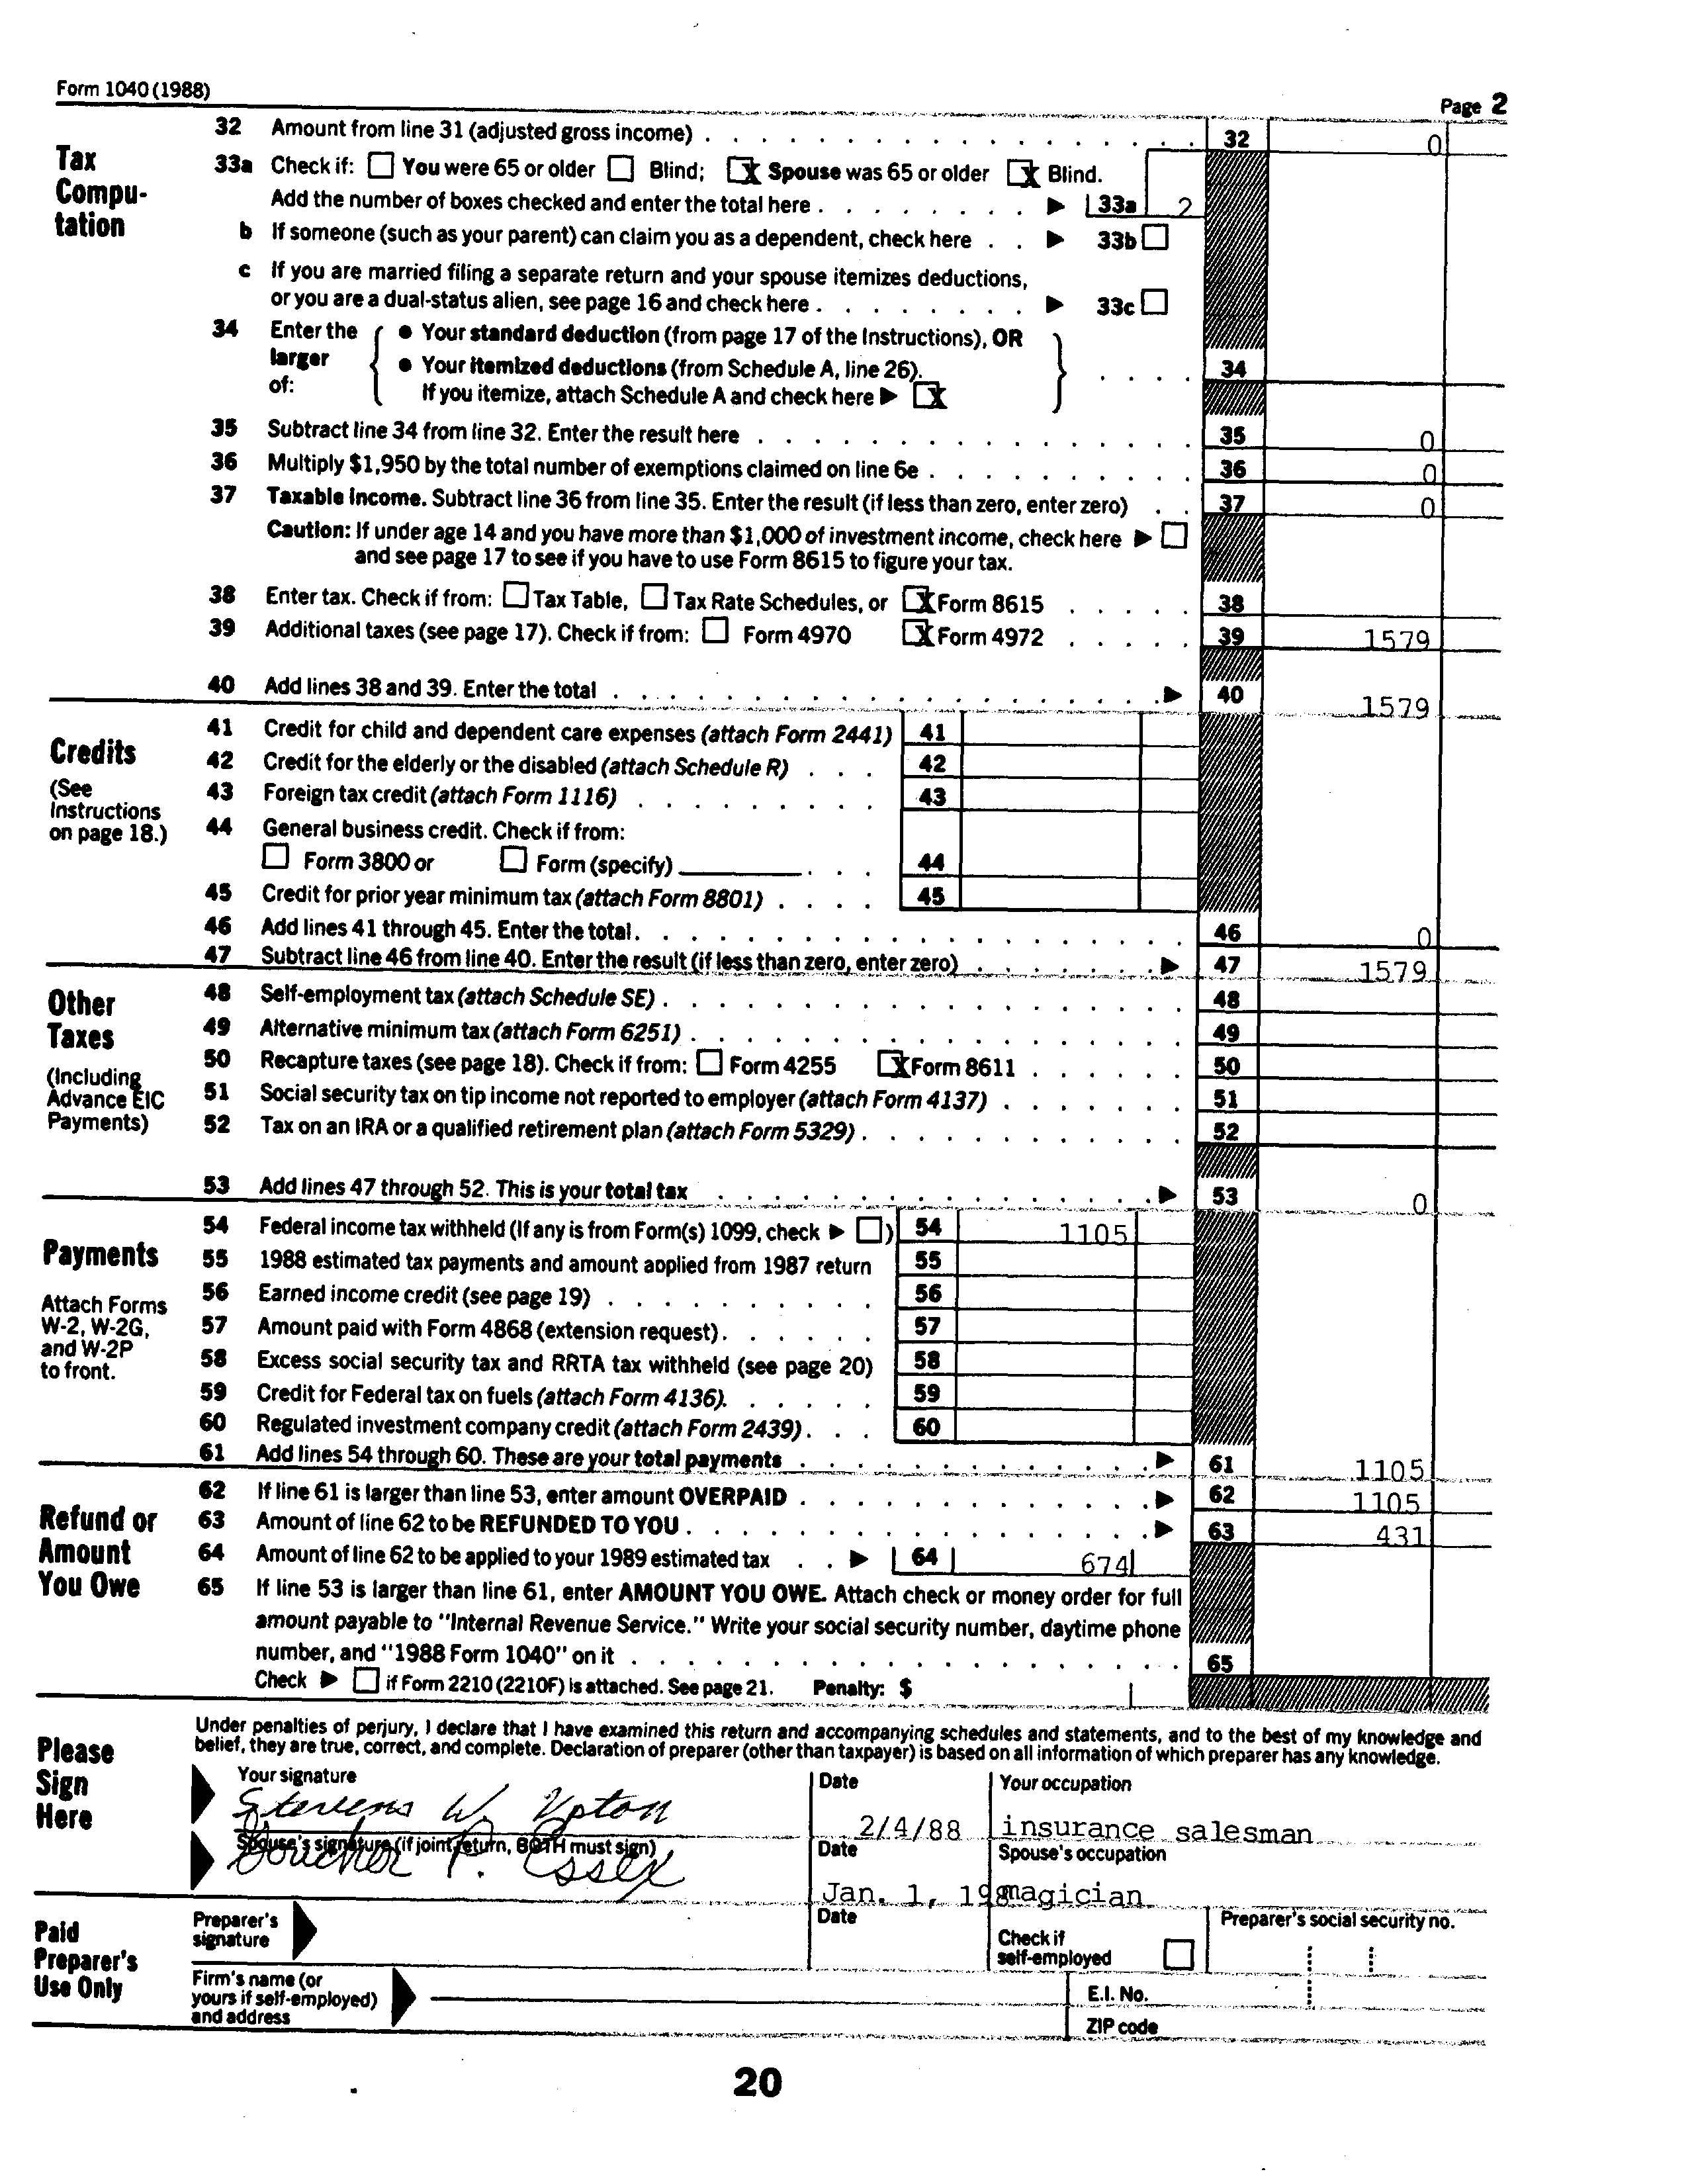 Form 1040 (1988)
Page 2
Tax Compu-tation
32 Amount from line 31 (adjusted gross income) . . . 32 0
33a Check if: ☐ You were 65 or older ☐ Blind; ☒ Spouse was 65 or older ☒ Blind.
Add the number of boxes checked and enter the total here . . . ▶ 33a 2
b If someone (such as your parent) can claim you as a dependent, check here . . ▶ 33b ☐
c If you are married filing a separate return and your spouse itemizes deductions,
or you are a dual-status alien, see page 16 and check here . . . ▶ 33c ☐
34 Enter the larger of: { ● Your standard deduction (from page 17 of the Instructions), OR
● Your itemized deductions (from Schedule A, line 26). } . . . . 34
If you itemize, attach Schedule A and check here ▶ ☒
35 Subtract line 34 from line 32. Enter the result here . . . 35 0
36 Multiply $1,950 by the total number of exemptions claimed on line 6e . . . 36 0
37 Taxable income. Subtract line 36 from line 35. Enter the result (if less than zero, enter zero) . . 37 0
Caution: If under age 14 and you have more than $1,000 of investment income, check here ▶ ☐
and see page 17 to see if you have to use Form 8615 to figure your tax.
38 Enter tax. Check if from: ☐ Tax Table, ☐ Tax Rate Schedules, or ☒ Form 8615 . . . 38
39 Additional taxes (see page 17). Check if from: ☐ Form 4970 ☒ Form 4972 . . . 39 1579
40 Add lines 38 and 39. Enter the total . . . ▶ 40 1579
Credits
(See Instructions on page 18.)
41 Credit for child and dependent care expenses (attach Form 2441) 41
42 Credit for the elderly or the disabled (attach Schedule R) . . . 42
43 Foreign tax credit (attach Form 1116) . . . 43
44 General business credit. Check if from:
☐ Form 3800 or ☐ Form (specify) . . . 44
45 Credit for prior year minimum tax (attach Form 8801) . . . . 45
46 Add lines 41 through 45. Enter the total . . . 46 0
47 Subtract line 46 from line 40. Enter the result (if less than zero, enter zero) . . . ▶ 47 1579
Other Taxes
(Including Advance EIC Payments)
48 Self-employment tax (attach Schedule SE) . . . 48
49 Alternative minimum tax (attach Form 6251) . . . 49
50 Recapture taxes (see page 18). Check if from: ☐ Form 4255 ☒ Form 8611 . . . 50
51 Social security tax on tip income not reported to employer (attach Form 4137) . . . 51
52 Tax on an IRA or a qualified retirement plan (attach Form 5329) . . . 52
53 Add lines 47 through 52. This is your total tax . . . ▶ 53 0
Payments
Attach Forms W-2, W-2G, and W-2P to front.
54 Federal income tax withheld (If any is from Form(s) 1099, check ▶ ☐) 54 1105
55 1988 estimated tax payments and amount applied from 1987 return 55
56 Earned income credit (see page 19) . . . 56
57 Amount paid with Form 4868 (extension request) . . . 57
58 Excess social security tax and RRTA tax withheld (see page 20) 58
59 Credit for Federal tax on fuels (attach Form 4136). . . . 59
60 Regulated investment company credit (attach Form 2439) . . . 60
61 Add lines 54 through 60. These are your total payments . . . ▶ 61 1105
Refund or Amount You Owe
62 If line 61 is larger than line 53, enter amount OVERPAID . . . ▶ 62 1105
63 Amount of line 62 to be REFUNDED TO YOU . . . ▶ 63 431
64 Amount of line 62 to be applied to your 1989 estimated tax . . ▶ 64 674
65 If line 53 is larger than line 61, enter AMOUNT YOU OWE. Attach check or money order for full
amount payable to "Internal Revenue Service." Write your social security number, daytime phone
number, and "1988 Form 1040" on it . . . 65
Check ▶ ☐ if Form 2210 (2210F) is attached. See page 21. Penalty: $
Please Sign Here
Under penalties of perjury, I declare that I have examined this return and accompanying schedules and statements, and to the best of my knowledge and
belief, they are true, correct, and complete. Declaration of preparer (other than taxpayer) is based on all information of which preparer has any knowledge.
Your signature Date Your occupation
Stevens W. Upton 2/4/88 insurance salesman
Spouse's signature (if joint return, BOTH must sign) Date Spouse's occupation
Boucher P. Essex Jan. 1, 198 magician
Paid Preparer's Use Only
Preparer's signature Date Check if self-employed ☐ Preparer's social security no.
Firm's name (or yours if self-employed) and address E.I. No.
ZIP code
20